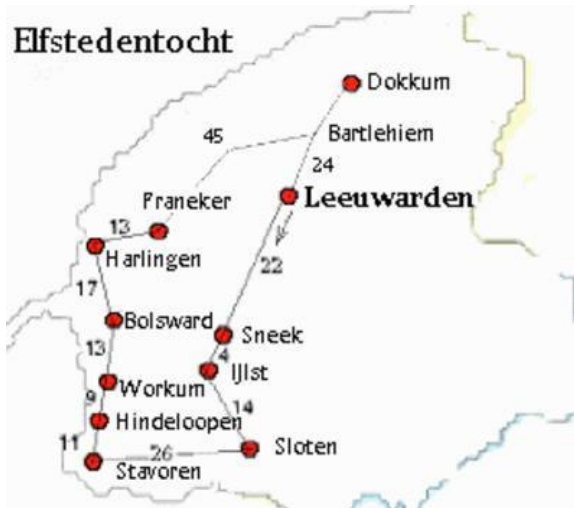 Elfstedentocht
Dokkum
45
Bartlehiem
24
Leeuwarden
Franeker
13
Harlingen
22
17
Bolsward
Sneek
13
4
IJlst
Workum
9
14
Hindeloopen
11
26
Sloten
Stavoren